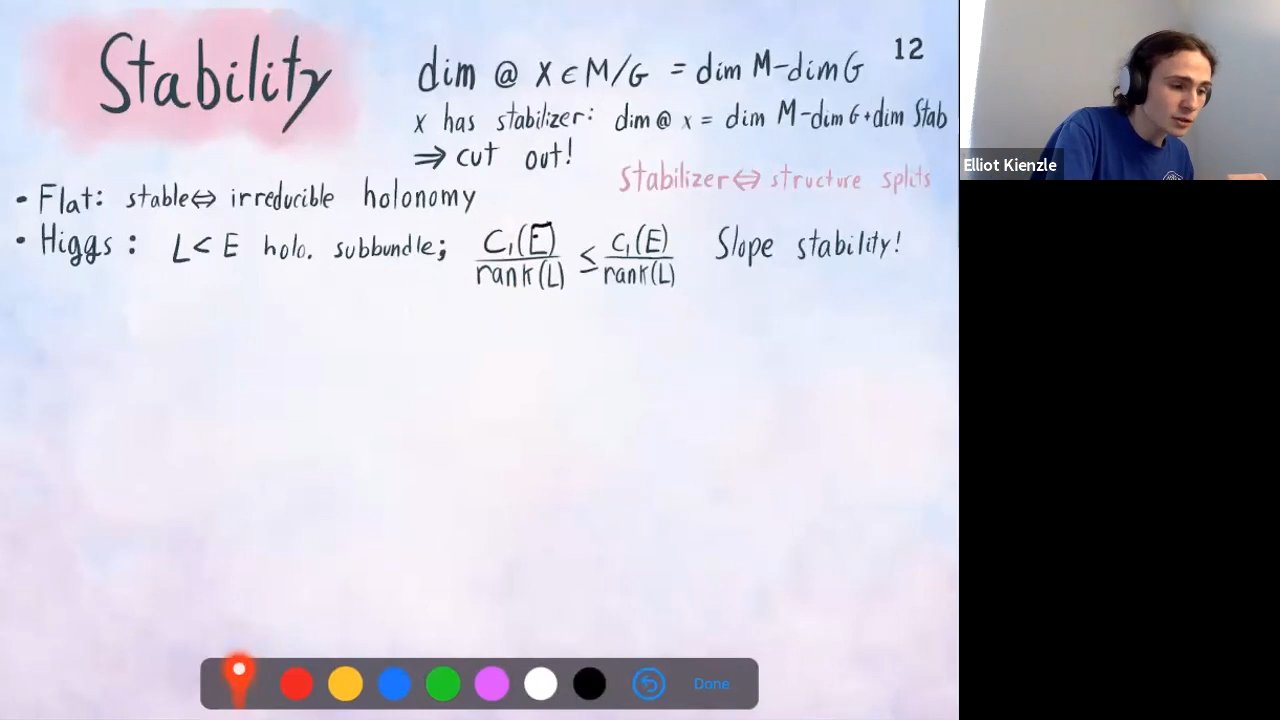 Stability
12
dim @ x ∈ M/G = dim M - dim G
x has stabilizer: dim @ x = dim M - dim G + dim Stab
⇒ cut out!
Stabilizer ⇔ structure splits
• Flat: stable ⇔ irreducible holonomy
• Higgs: L < E holo. subbundle; C₁(E)/rank(L) ≤ C₁(E)/rank(L) Slope stability!
Elliot Kienzle
Done